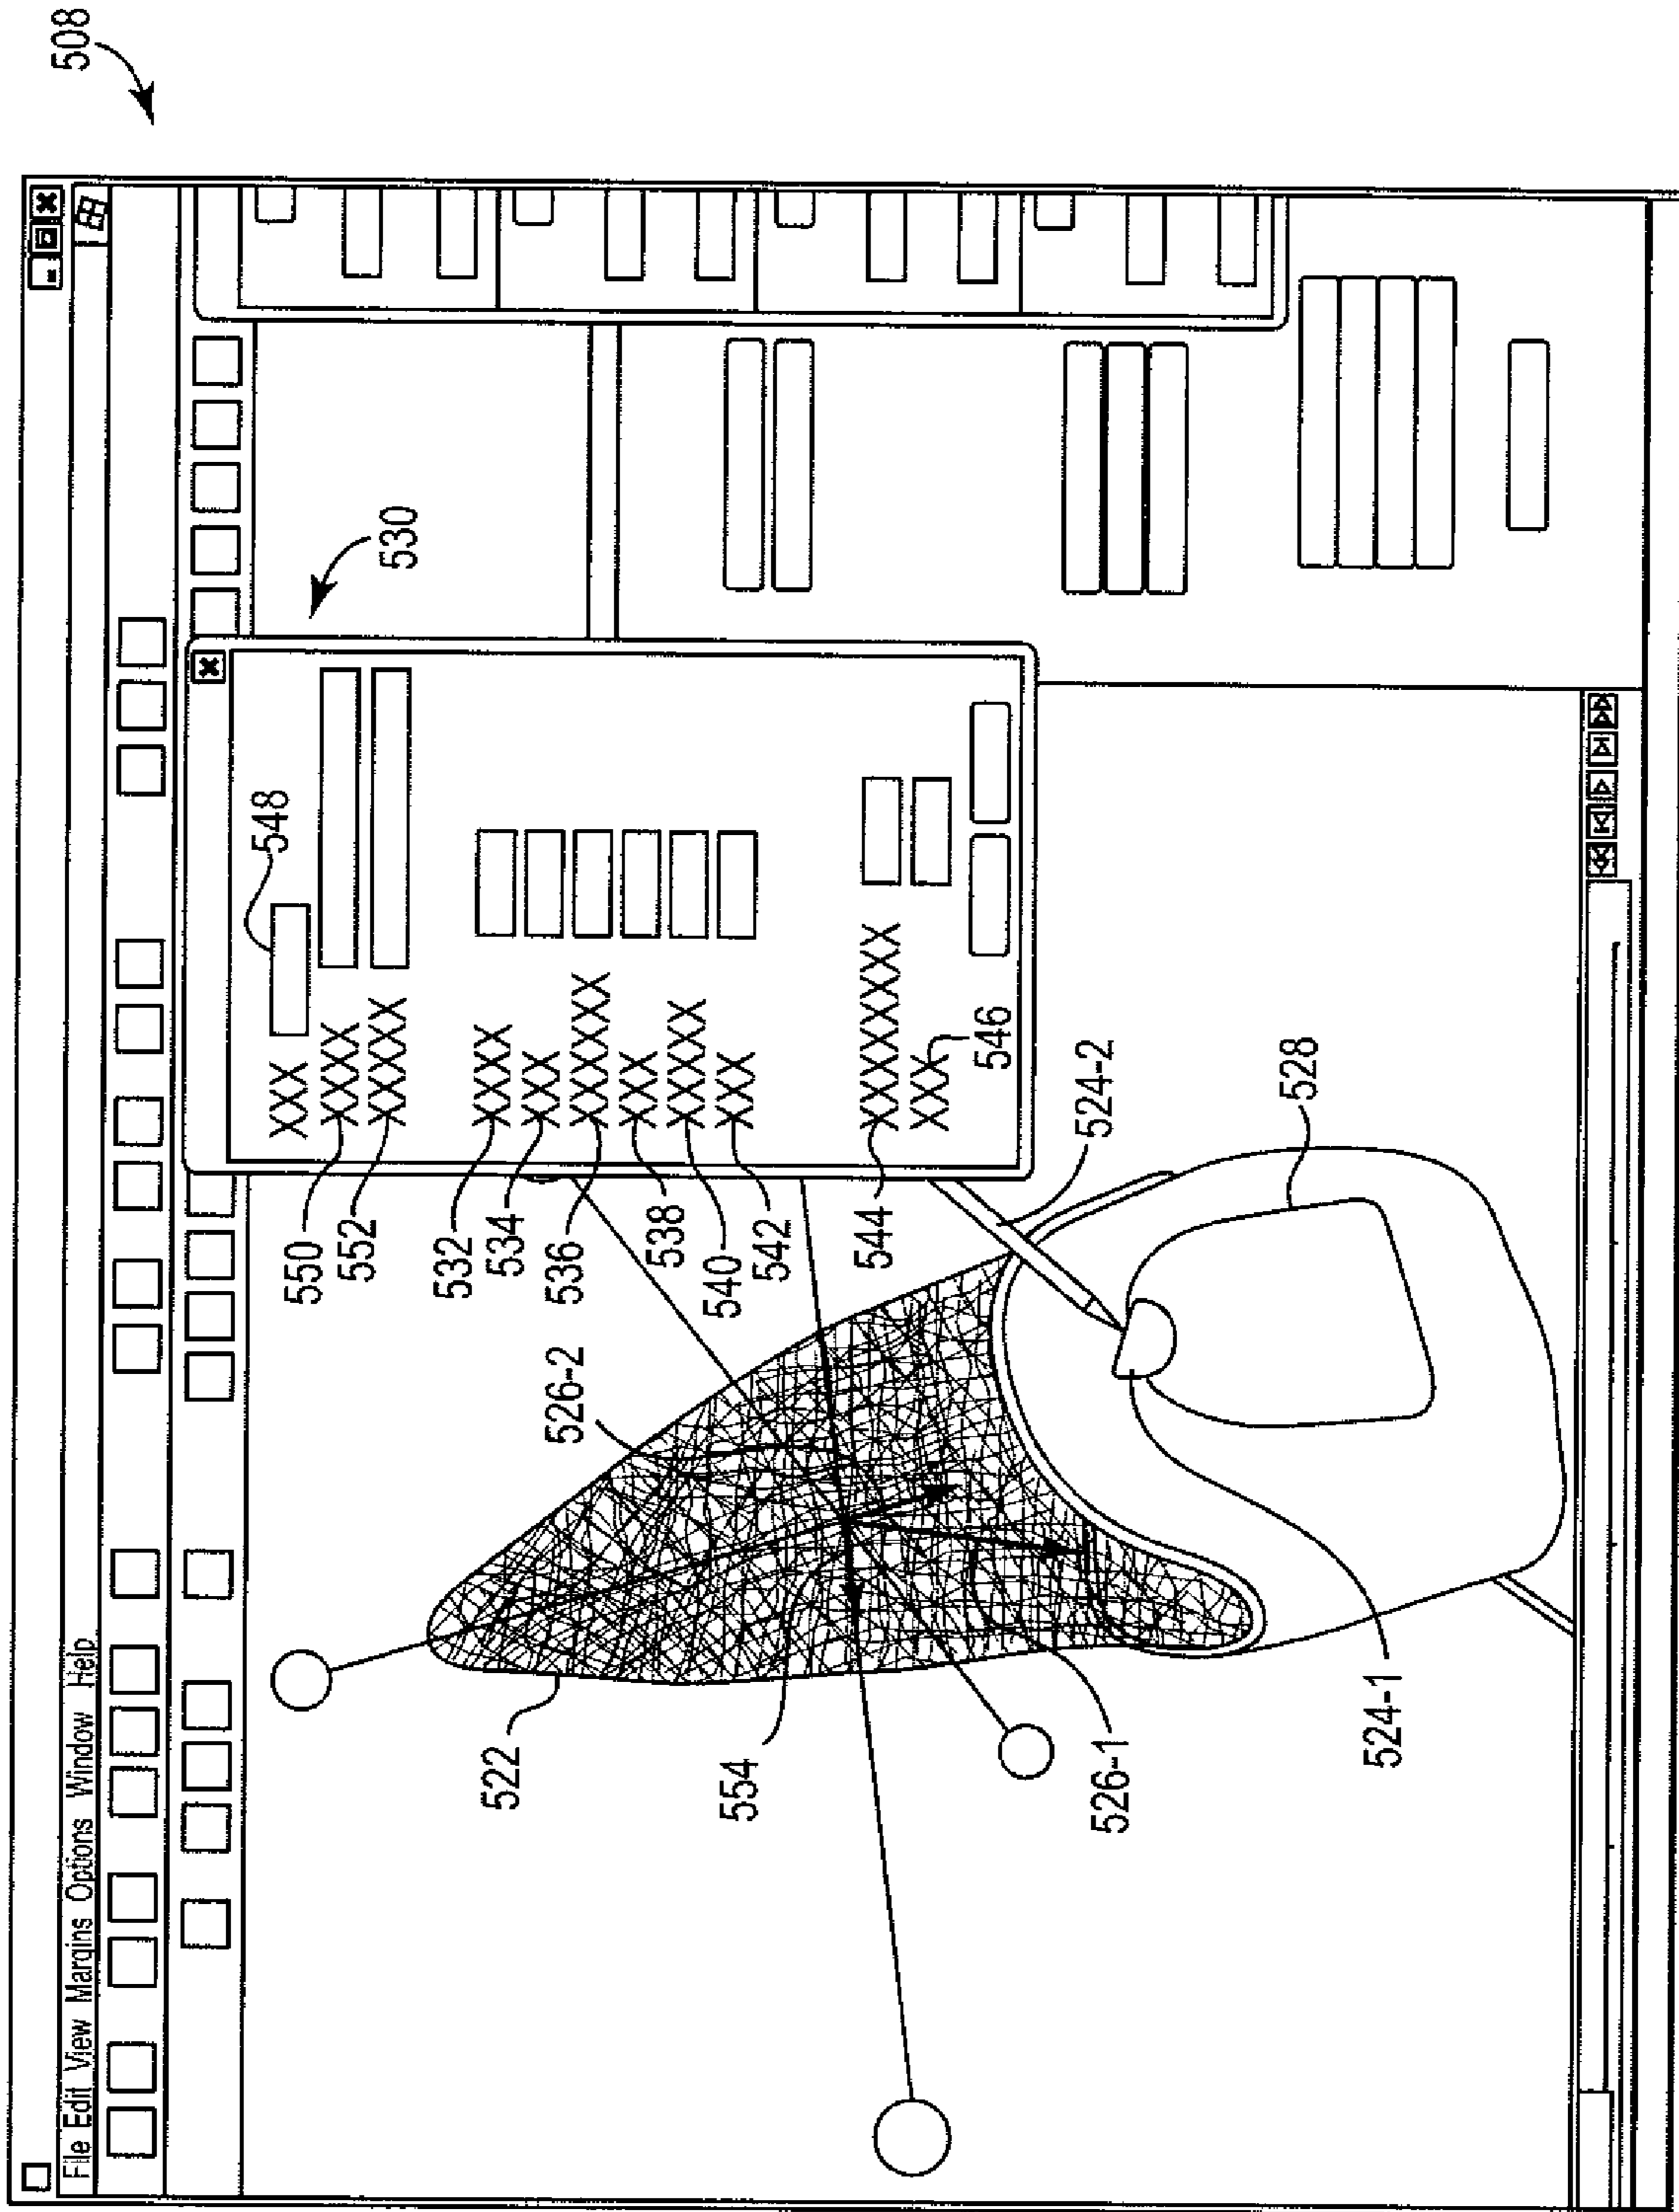 508
File Edit View Margins Options Window Help
548
XXX
550 XXXX
552 XXXXX
530
532 XXXX
522
534 XXX
526-2
536 XXXXXX
538 XXX
540 XXXXX
554
542 XXX
544 XXXXXXXX
XXX
546
524-2
526-1
528
524-1